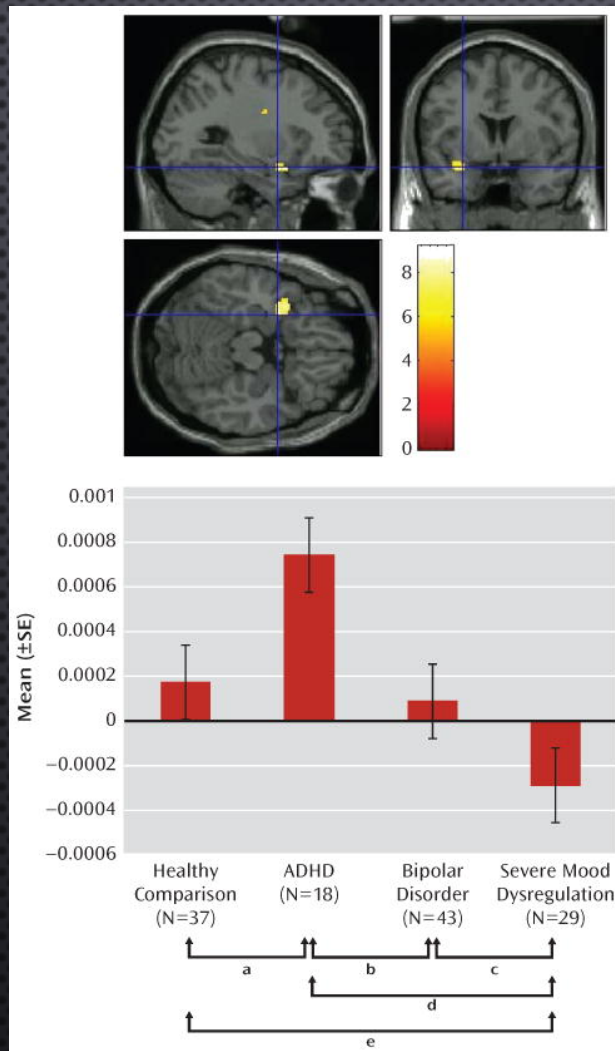 8
6
4
2
0
0.001
0.0008
0.0006
0.0004
0.0002
0
−0.0002
−0.0004
−0.0006
Mean (±SE)
Healthy
Comparison
(N=37)
ADHD
(N=18)
Bipolar
Disorder
(N=43)
Severe Mood
Dysregulation
(N=29)
a
b
c
d
e